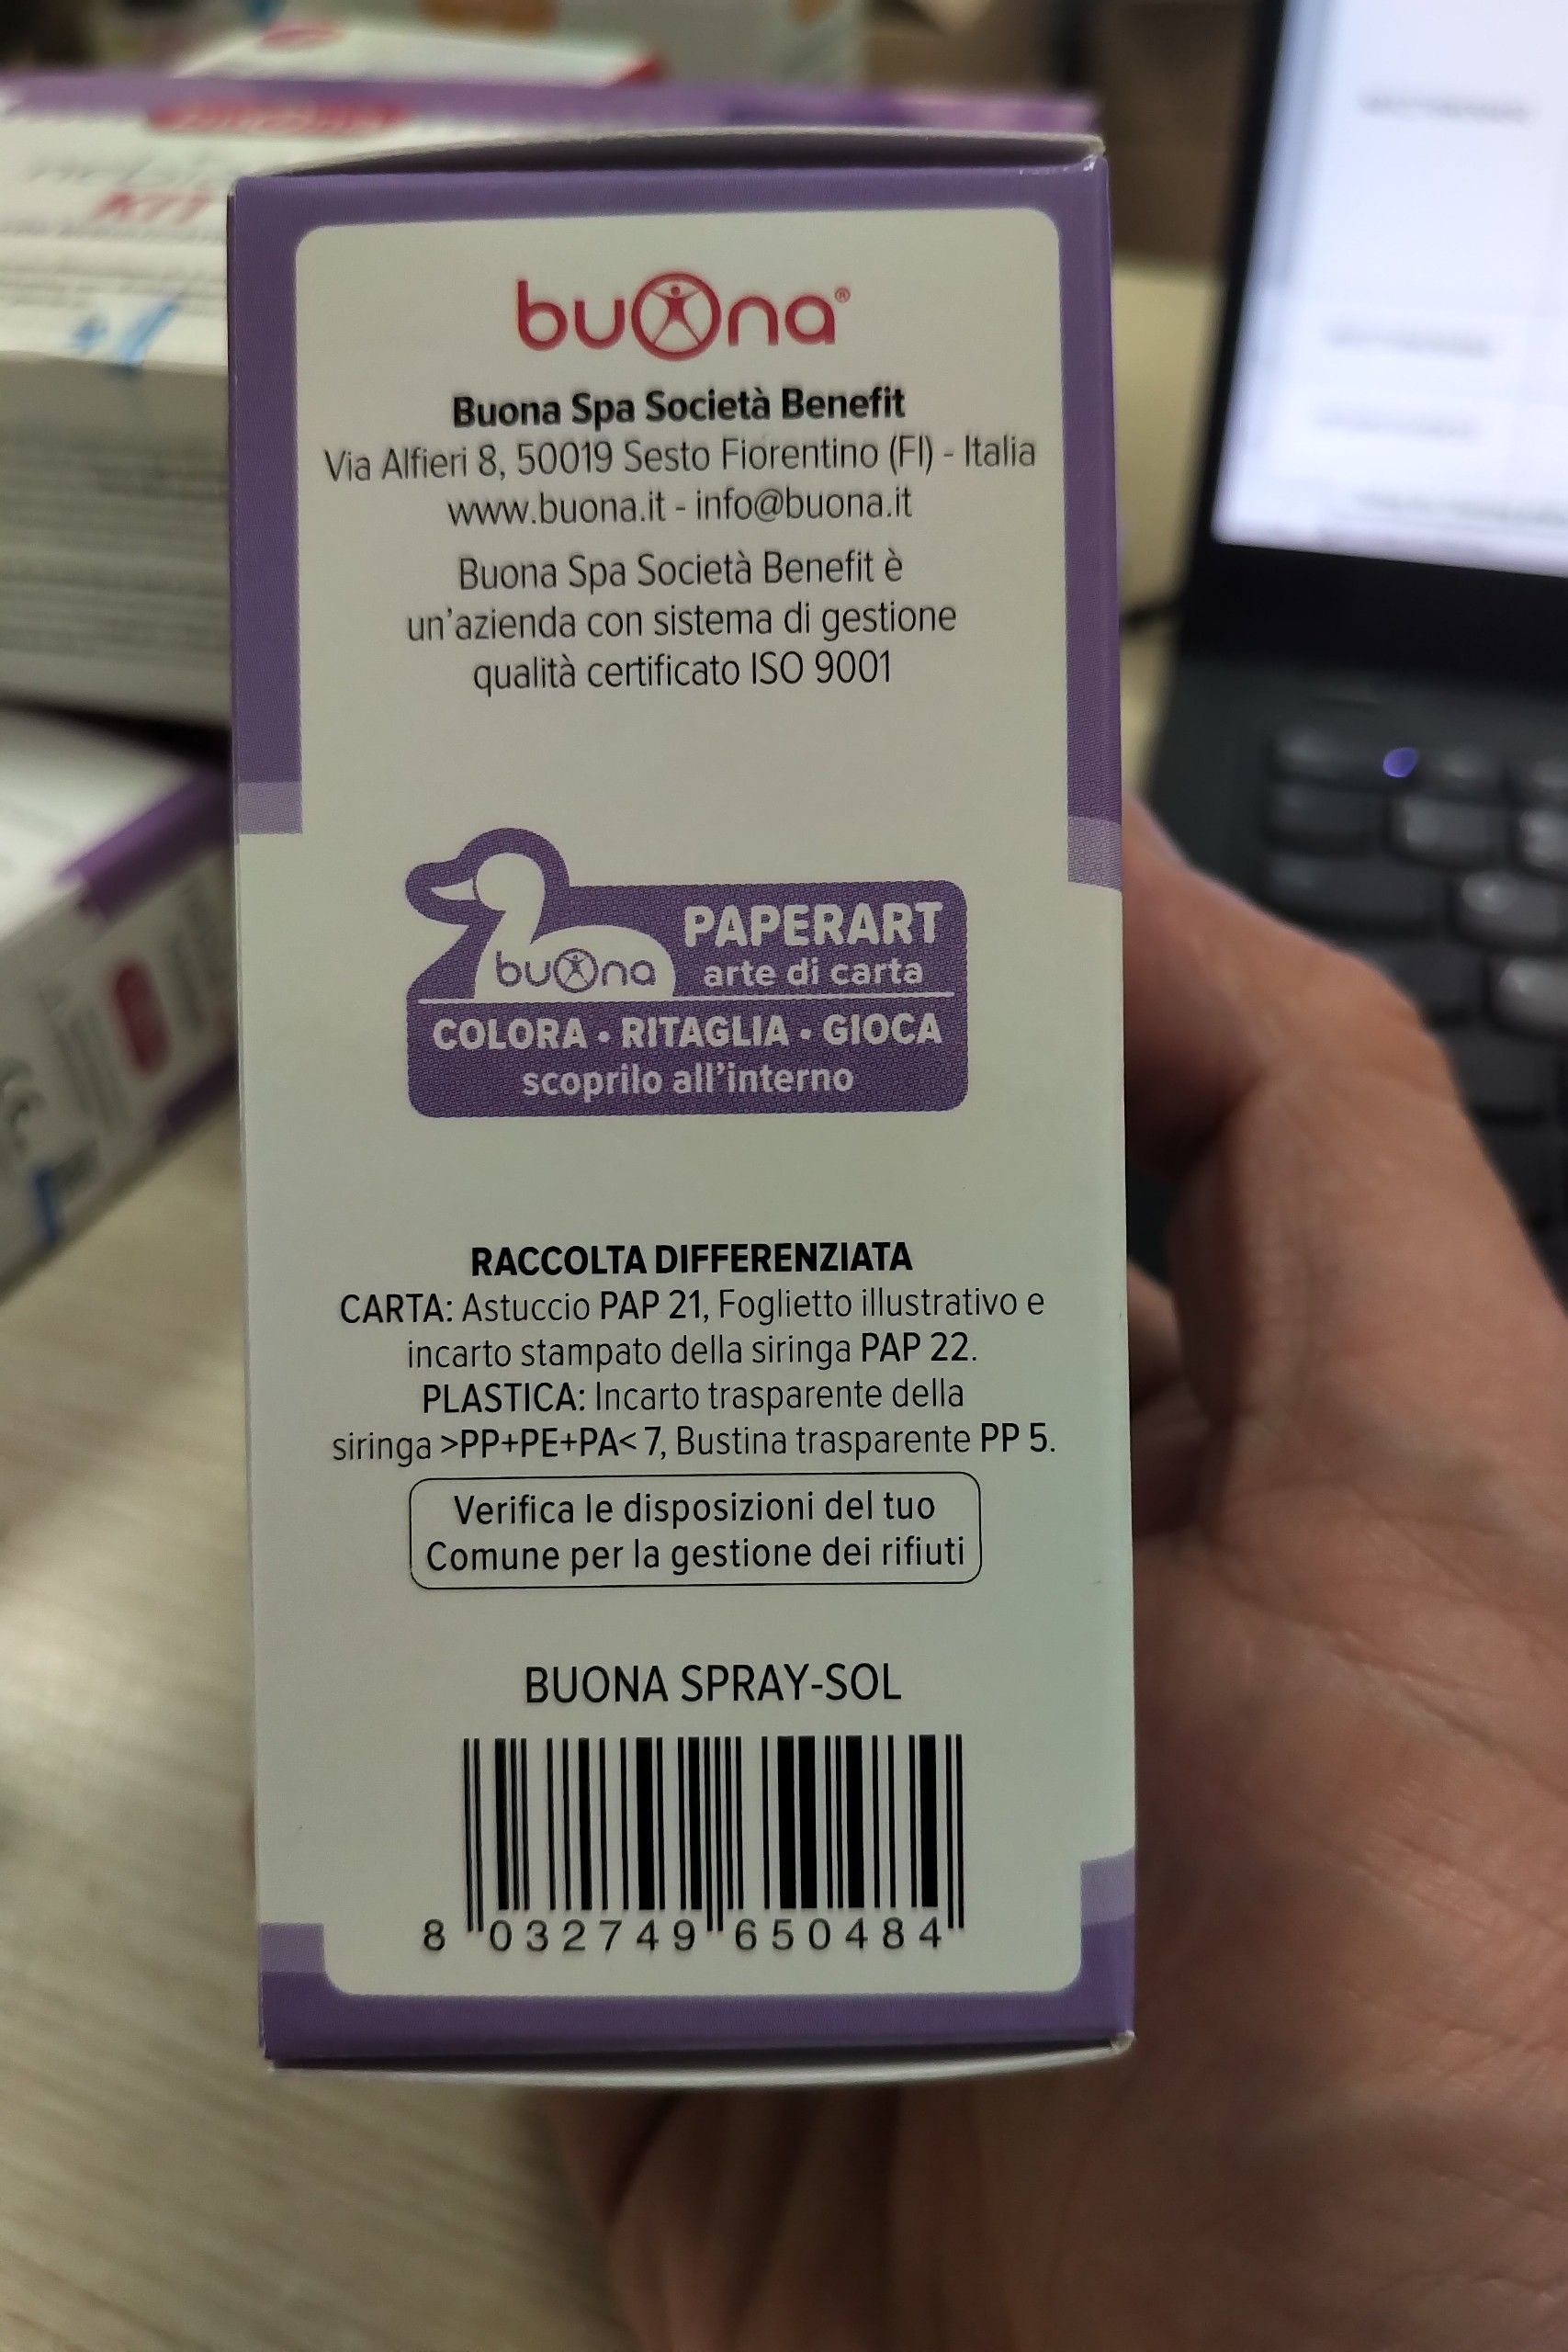 buona®
Buona Spa Società Benefit
Via Alfieri 8, 50019 Sesto Fiorentino (FI) - Italia
www.buona.it - info@buona.it
Buona Spa Società Benefit è
un'azienda con sistema di gestione
qualità certificato ISO 9001
buona
PAPERART
arte di carta
COLORA • RITAGLIA • GIOCA
scoprilo all'interno
RACCOLTA DIFFERENZIATA
CARTA: Astuccio PAP 21, Foglietto illustrativo e
incarto stampato della siringa PAP 22.
PLASTICA: Incarto trasparente della
siringa >PP+PE+PA< 7, Bustina trasparente PP 5.
Verifica le disposizioni del tuo
Comune per la gestione dei rifiuti
BUONA SPRAY-SOL
8 032749 650484
KIT